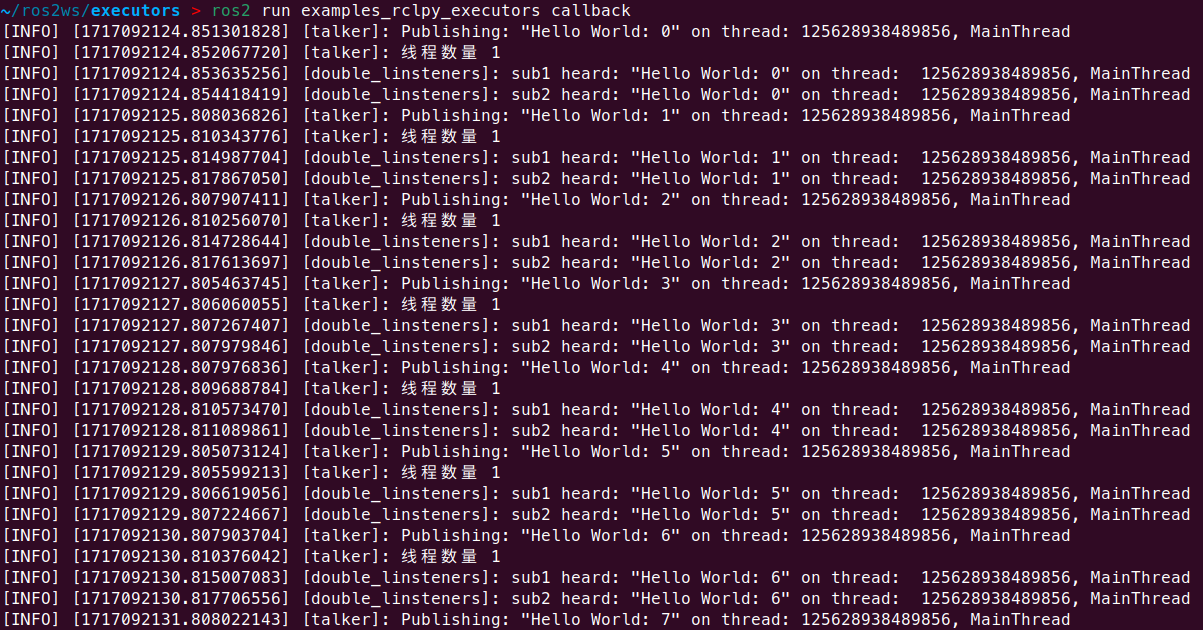 ~/ros2ws/executors > ros2 run examples_rclpy_executors callback
[INFO] [1717092124.851301828] [talker]: Publishing: "Hello World: 0" on thread: 125628938489856, MainThread
[INFO] [1717092124.852067720] [talker]: 线程数量 1
[INFO] [1717092124.853635256] [double_linsteners]: sub1 heard: "Hello World: 0" on thread:  125628938489856, MainThread
[INFO] [1717092124.854418419] [double_linsteners]: sub2 heard: "Hello World: 0" on thread:  125628938489856, MainThread
[INFO] [1717092125.808036826] [talker]: Publishing: "Hello World: 1" on thread: 125628938489856, MainThread
[INFO] [1717092125.810343776] [talker]: 线程数量 1
[INFO] [1717092125.814987704] [double_linsteners]: sub1 heard: "Hello World: 1" on thread:  125628938489856, MainThread
[INFO] [1717092125.817867050] [double_linsteners]: sub2 heard: "Hello World: 1" on thread:  125628938489856, MainThread
[INFO] [1717092126.807907411] [talker]: Publishing: "Hello World: 2" on thread: 125628938489856, MainThread
[INFO] [1717092126.810256070] [talker]: 线程数量 1
[INFO] [1717092126.814728644] [double_linsteners]: sub1 heard: "Hello World: 2" on thread:  125628938489856, MainThread
[INFO] [1717092126.817613697] [double_linsteners]: sub2 heard: "Hello World: 2" on thread:  125628938489856, MainThread
[INFO] [1717092127.805463745] [talker]: Publishing: "Hello World: 3" on thread: 125628938489856, MainThread
[INFO] [1717092127.806060055] [talker]: 线程数量 1
[INFO] [1717092127.807267407] [double_linsteners]: sub1 heard: "Hello World: 3" on thread:  125628938489856, MainThread
[INFO] [1717092127.807979846] [double_linsteners]: sub2 heard: "Hello World: 3" on thread:  125628938489856, MainThread
[INFO] [1717092128.807976836] [talker]: Publishing: "Hello World: 4" on thread: 125628938489856, MainThread
[INFO] [1717092128.809688784] [talker]: 线程数量 1
[INFO] [1717092128.810573470] [double_linsteners]: sub1 heard: "Hello World: 4" on thread:  125628938489856, MainThread
[INFO] [1717092128.811089861] [double_linsteners]: sub2 heard: "Hello World: 4" on thread:  125628938489856, MainThread
[INFO] [1717092129.805073124] [talker]: Publishing: "Hello World: 5" on thread: 125628938489856, MainThread
[INFO] [1717092129.805599213] [talker]: 线程数量 1
[INFO] [1717092129.806619056] [double_linsteners]: sub1 heard: "Hello World: 5" on thread:  125628938489856, MainThread
[INFO] [1717092129.807224667] [double_linsteners]: sub2 heard: "Hello World: 5" on thread:  125628938489856, MainThread
[INFO] [1717092130.807903704] [talker]: Publishing: "Hello World: 6" on thread: 125628938489856, MainThread
[INFO] [1717092130.810376042] [talker]: 线程数量 1
[INFO] [1717092130.815007083] [double_linsteners]: sub1 heard: "Hello World: 6" on thread:  125628938489856, MainThread
[INFO] [1717092130.817706556] [double_linsteners]: sub2 heard: "Hello World: 6" on thread:  125628938489856, MainThread
[INFO] [1717092131.808022143] [talker]: Publishing: "Hello World: 7" on thread: 125628938489856, MainThread